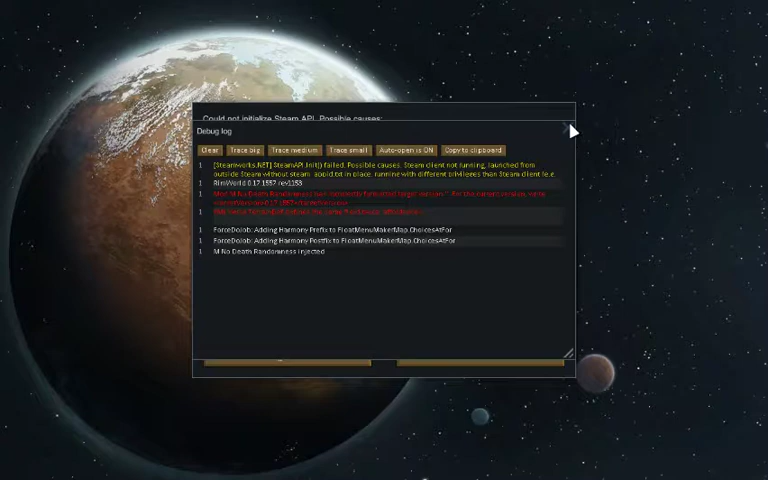 Could not initialize Steam API. Possible causes:
Debug log
Clear Trace big Trace medium Trace small Auto-open is ON Copy to clipboard
1 [Steamworks.NET] SteamAPI.Init() failed. Possible causes: Steam client not running, launched from
outside Steam without steam_appid.txt in place, running with different privileges than Steam client (e.g.
1 RimWorld 0.17.1557 rev1153
1 Mod M No Death Randomness
1
1 ForceDoJob: Adding Harmony Prefix to FloatMenuMakerMap.ChoicesAtFor
1 ForceDoJob: Adding Harmony Postfix to FloatMenuMakerMap.ChoicesAtFor
1 M No Death Randomness injected